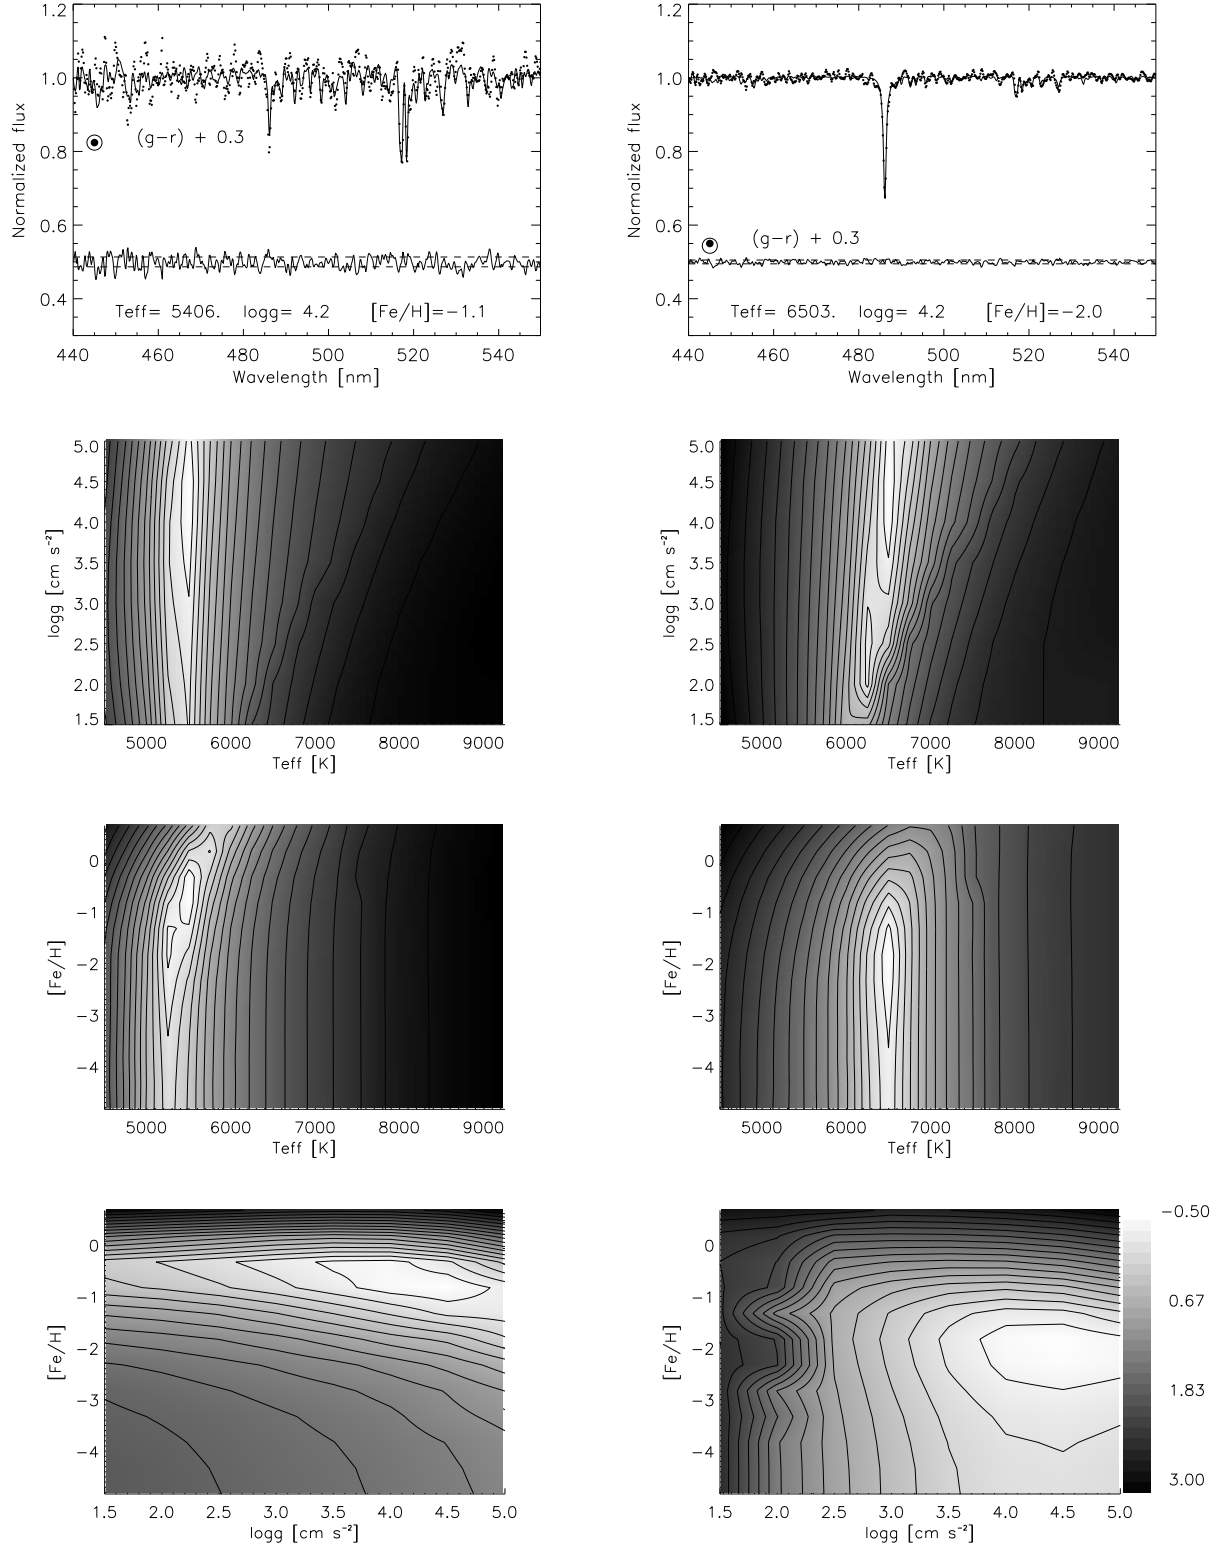 1.2
1.0
0.8
0.6
0.4
Normalized flux
(g-r) + 0.3
Teff= 5406. logg= 4.2 [Fe/H]=-1.1
440 460 480 500 520 540
Wavelength [nm]
1.2
1.0
0.8
0.6
0.4
Normalized flux
(g-r) + 0.3
Teff= 6503. logg= 4.2 [Fe/H]=-2.0
440 460 480 500 520 540
Wavelength [nm]
5.0
4.5
4.0
3.5
3.0
2.5
2.0
1.5
logg [cm s⁻²]
5000 6000 7000 8000 9000
Teff [K]
5.0
4.5
4.0
3.5
3.0
2.5
2.0
1.5
logg [cm s⁻²]
5000 6000 7000 8000 9000
Teff [K]
0
-1
-2
-3
-4
[Fe/H]
5000 6000 7000 8000 9000
Teff [K]
0
-1
-2
-3
-4
[Fe/H]
5000 6000 7000 8000 9000
Teff [K]
0
-1
-2
-3
-4
[Fe/H]
1.5 2.0 2.5 3.0 3.5 4.0 4.5 5.0
logg [cm s⁻²]
0
-1
-2
-3
-4
[Fe/H]
1.5 2.0 2.5 3.0 3.5 4.0 4.5 5.0
logg [cm s⁻²]
-0.50
0.67
1.83
3.00